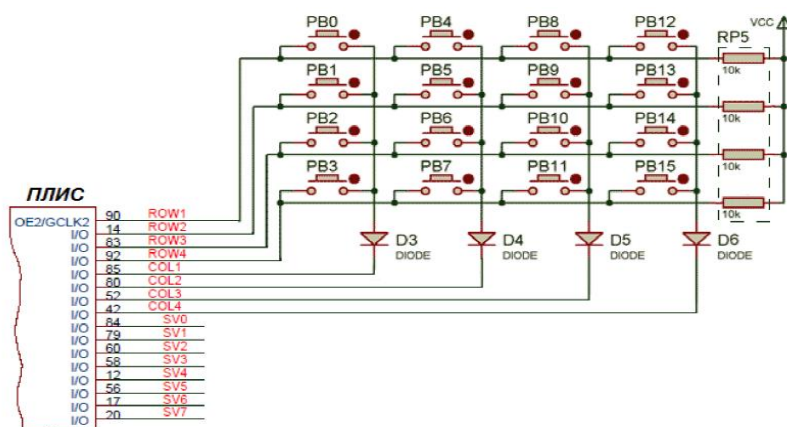 PB0 PB4 PB8 PB12 VCC
RP5
10k
PB1 PB5 PB9 PB13
10k
PB2 PB6 PB10 PB14
10k
PB3 PB7 PB11 PB15
10k
ПЛИС
OE2/GCLK2 90 ROW1
I/O 14 ROW2
I/O 83 ROW3
I/O 92 ROW4
I/O 85 COL1
I/O 80 COL2
I/O 52 COL3
I/O 42 COL4
I/O 84 SV0
I/O 79 SV1
I/O 60 SV2
I/O 58 SV3
I/O 12 SV4
I/O 56 SV5
I/O 17 SV6
I/O 20 SV7
D3 D4 D5 D6
DIODE DIODE DIODE DIODE